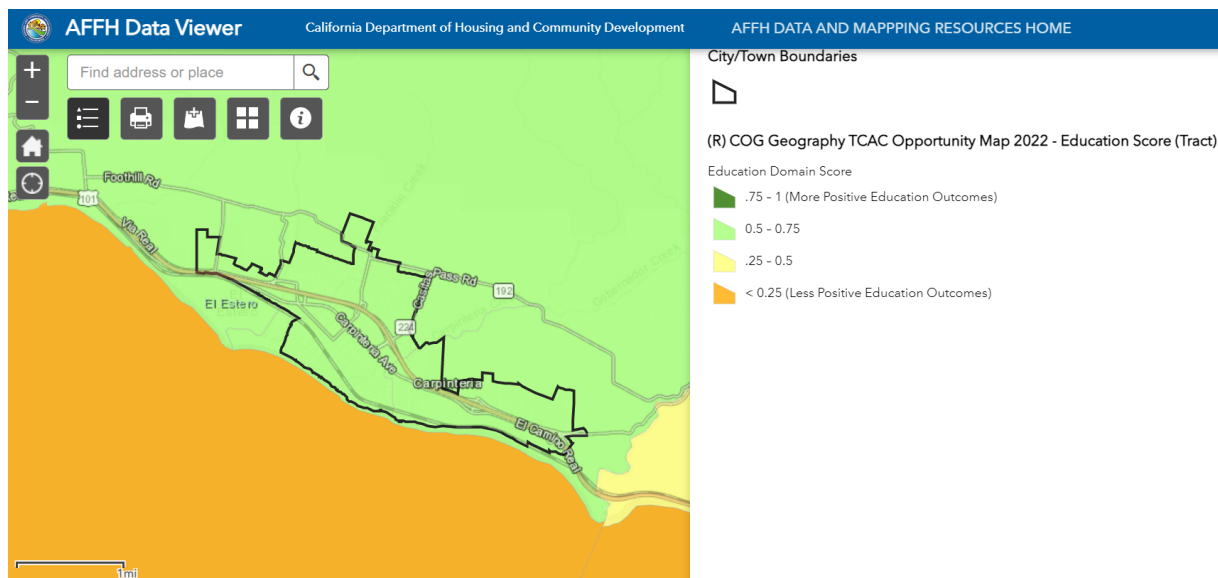 AFFH Data Viewer
California Department of Housing and Community Development
AFFH DATA AND MAPPPING RESOURCES HOME
Find address or place
City/Town Boundaries
(R) COG Geography TCAC Opportunity Map 2022 - Education Score (Tract)
Education Domain Score
.75 - 1 (More Positive Education Outcomes)
0.5 - 0.75
.25 - 0.5
< 0.25 (Less Positive Education Outcomes)
Foothill Rd
101
Via Real
El Estero
Pass Rd
192
224
Carpinteria Ave
Carpinteria
El Camino Real
1mi